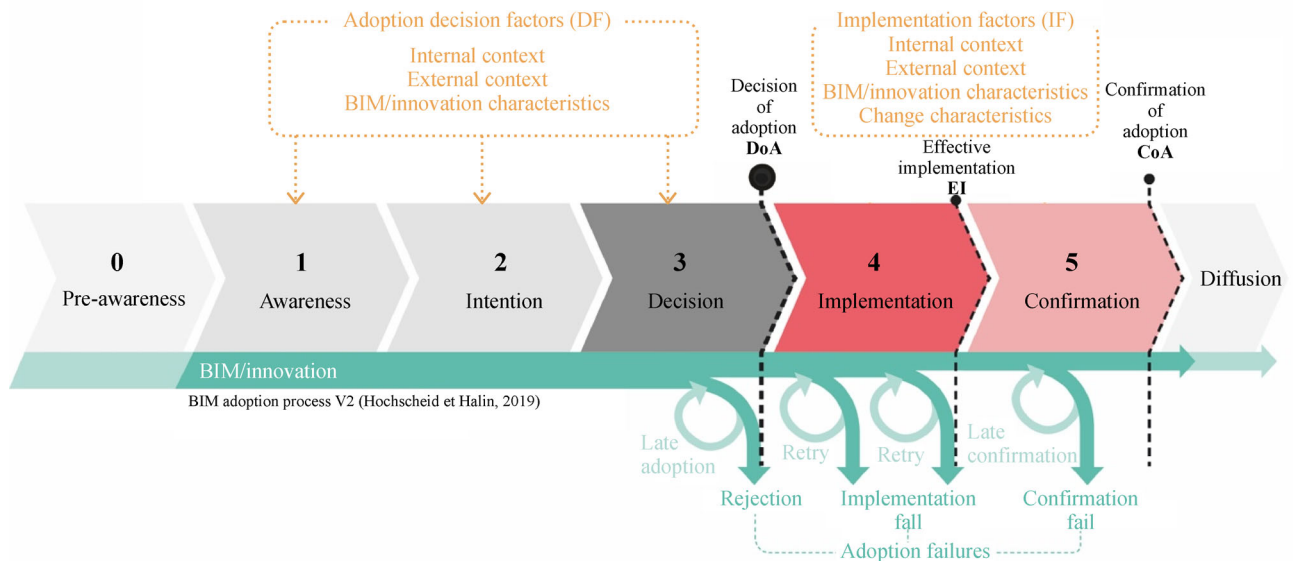 Adoption decision factors (DF)
Internal context
External context
BIM/innovation characteristics
Implementation factors (IF)
Internal context
External context
BIM/innovation characteristics
Change characteristics
Decision
of
adoption
DoA
Effective
implementation
EI
Confirmation
of
adoption
CoA
0
Pre-awareness
1
Awareness
2
Intention
3
Decision
4
Implementation
5
Confirmation
Diffusion
BIM/innovation
BIM adoption process V2 (Hochscheid et Halin, 2019)
Late
adoption
Retry
Retry
Late
confirmation
Rejection
Implementation
fall
Confirmation
fail
Adoption failures